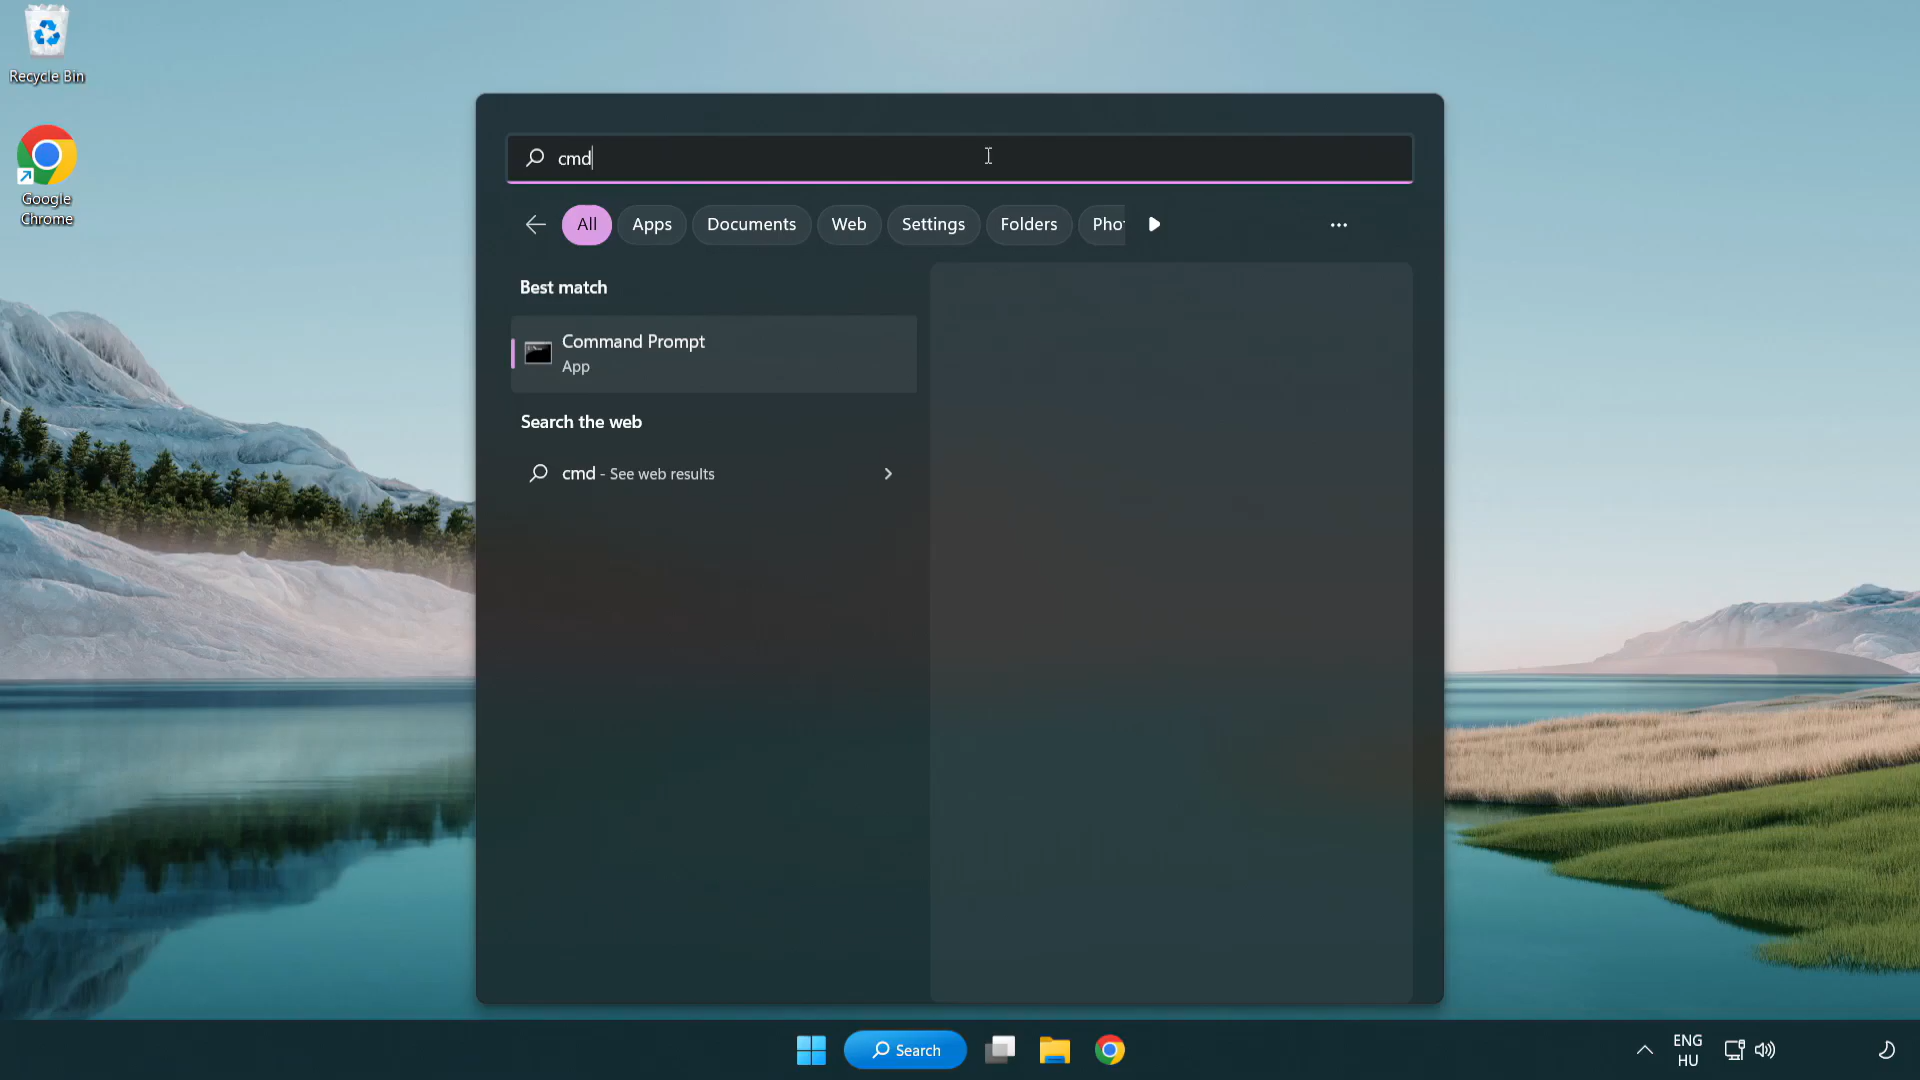 Recycle Bin
Google
Chrome
cmd
All Apps Documents Web Settings Folders Pho
Best match
Command Prompt
App
Search the web
cmd - See web results
Search
ENG
HU